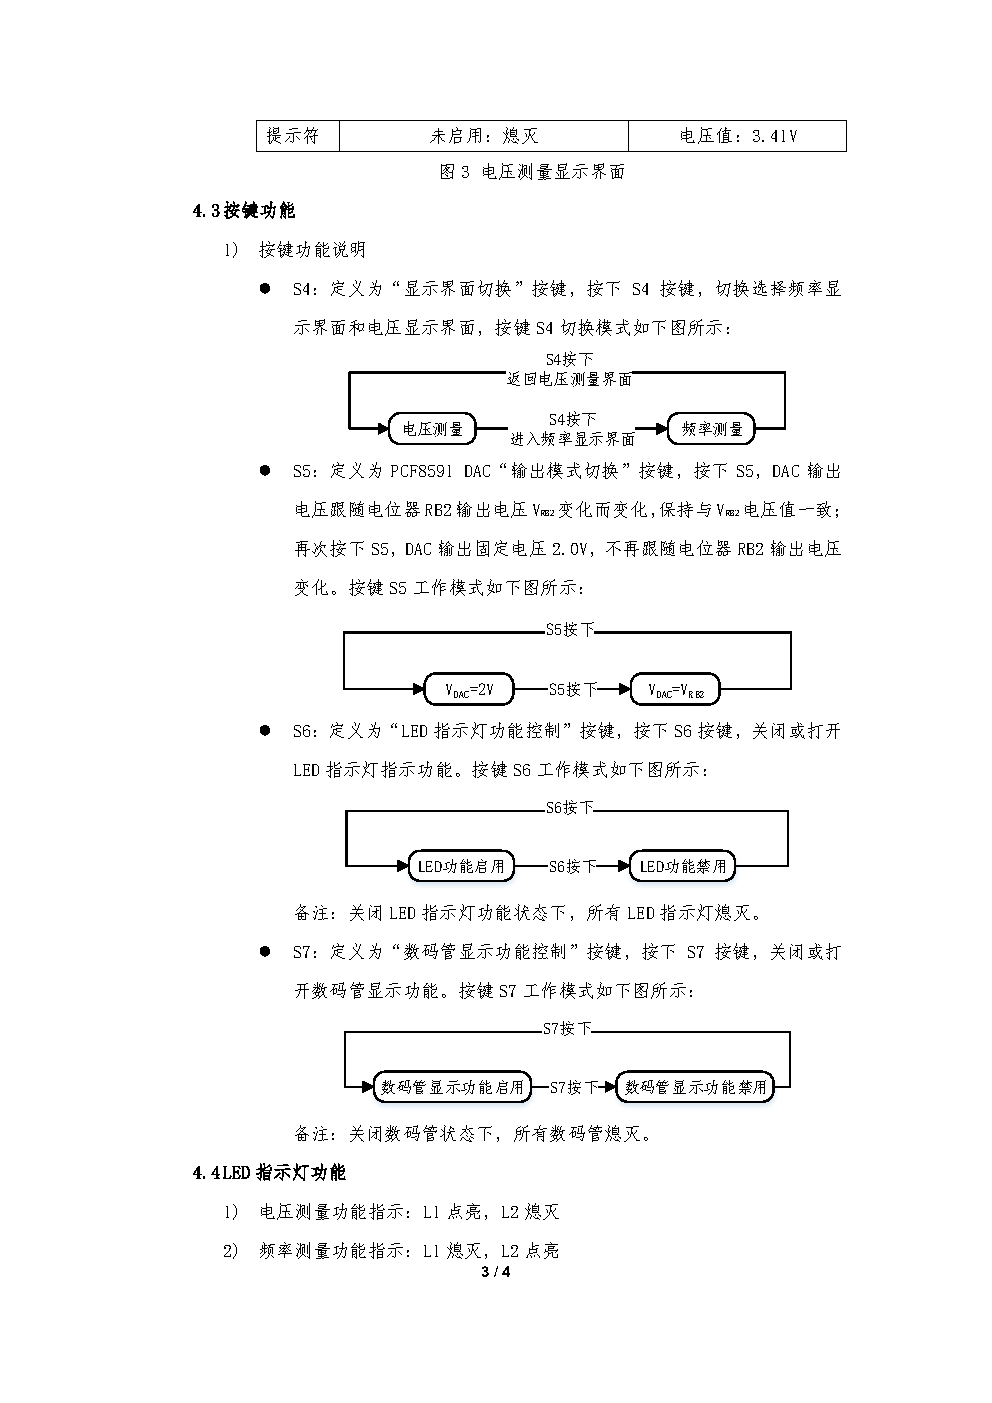 提示符 未启用：熄灭 电压值：3.41V
图 3 电压测量显示界面
4.3 按键功能
1) 按键功能说明
● S4：定义为“显示界面切换”按键，按下 S4 按键，切换选择频率显
示界面和电压显示界面，按键 S4 切换模式如下图所示：
S4按下
返回电压测量界面
电压测量 S4按下 频率测量
进入频率显示界面
● S5：定义为 PCF8591 DAC“输出模式切换”按键，按下 S5，DAC 输出
电压跟随电位器 RB2 输出电压 VRB2 变化而变化，保持与 VRB2 电压值一致；
再次按下 S5，DAC 输出固定电压 2.0V，不再跟随电位器 RB2 输出电压
变化。按键 S5 工作模式如下图所示：
S5按下
VDAC=2V S5按下 VDAC=VRB2
● S6：定义为“LED 指示灯功能控制”按键，按下 S6 按键，关闭或打开
LED 指示灯指示功能。按键 S6 工作模式如下图所示：
S6按下
LED功能启用 S6按下 LED功能禁用
备注：关闭 LED 指示灯功能状态下，所有 LED 指示灯熄灭。
● S7：定义为“数码管显示功能控制”按键，按下 S7 按键，关闭或打
开数码管显示功能。按键 S7 工作模式如下图所示：
S7按下
数码管显示功能启用 S7按下 数码管显示功能禁用
备注：关闭数码管状态下，所有数码管熄灭。
4.4 LED 指示灯功能
1) 电压测量功能指示：L1 点亮，L2 熄灭
2) 频率测量功能指示：L1 熄灭，L2 点亮
3 / 4